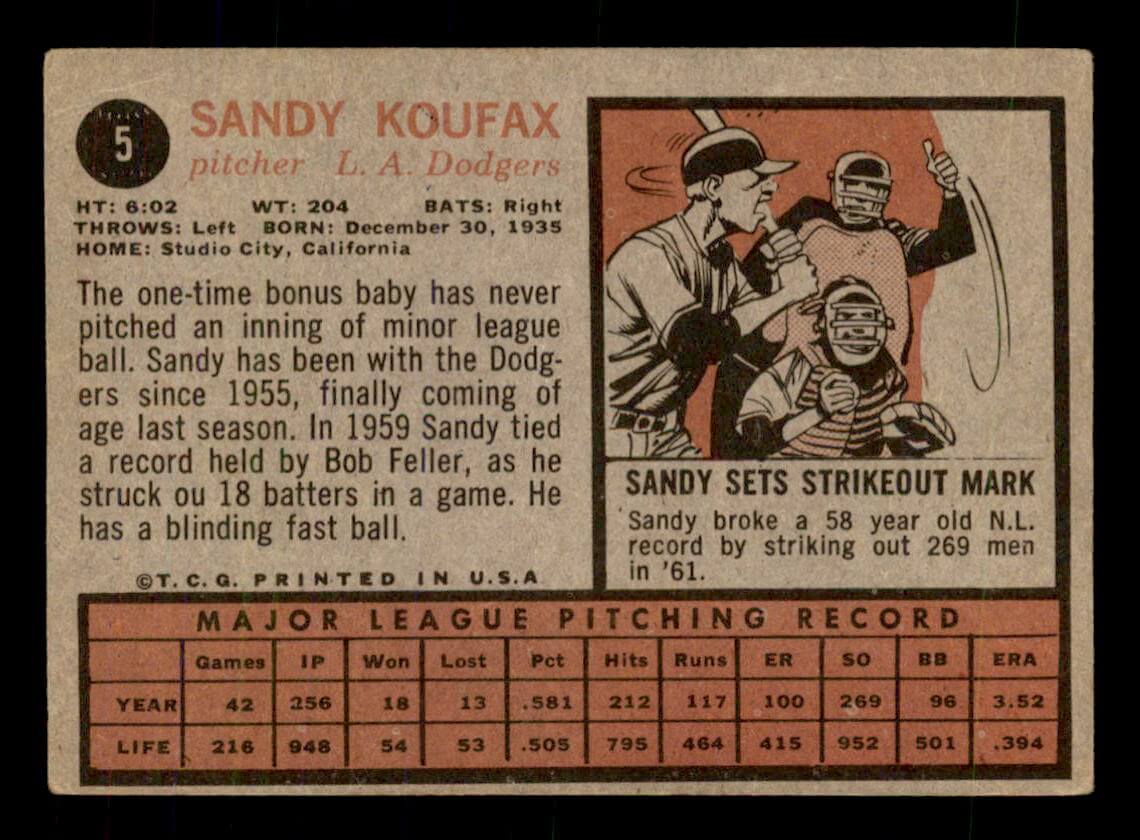 5
SANDY KOUFAX
pitcher L. A. Dodgers
HT: 6:02 WT: 204 BATS: Right
THROWS: Left BORN: December 30, 1935
HOME: Studio City, California
The one-time bonus baby has never
pitched an inning of minor league
ball. Sandy has been with the Dodg-
ers since 1955, finally coming of
age last season. In 1959 Sandy tied
a record held by Bob Feller, as he
struck ou 18 batters in a game. He
has a blinding fast ball.
©T. C. G. PRINTED IN U.S.A
SANDY SETS STRIKEOUT MARK
Sandy broke a 58 year old N.L.
record by striking out 269 men
in '61.
MAJOR LEAGUE PITCHING RECORD
Games IP Won Lost Pct Hits Runs ER SO BB ERA
YEAR 42 256 18 13 .581 212 117 100 269 96 3.52
LIFE 216 948 54 53 .505 795 464 415 952 501 .394